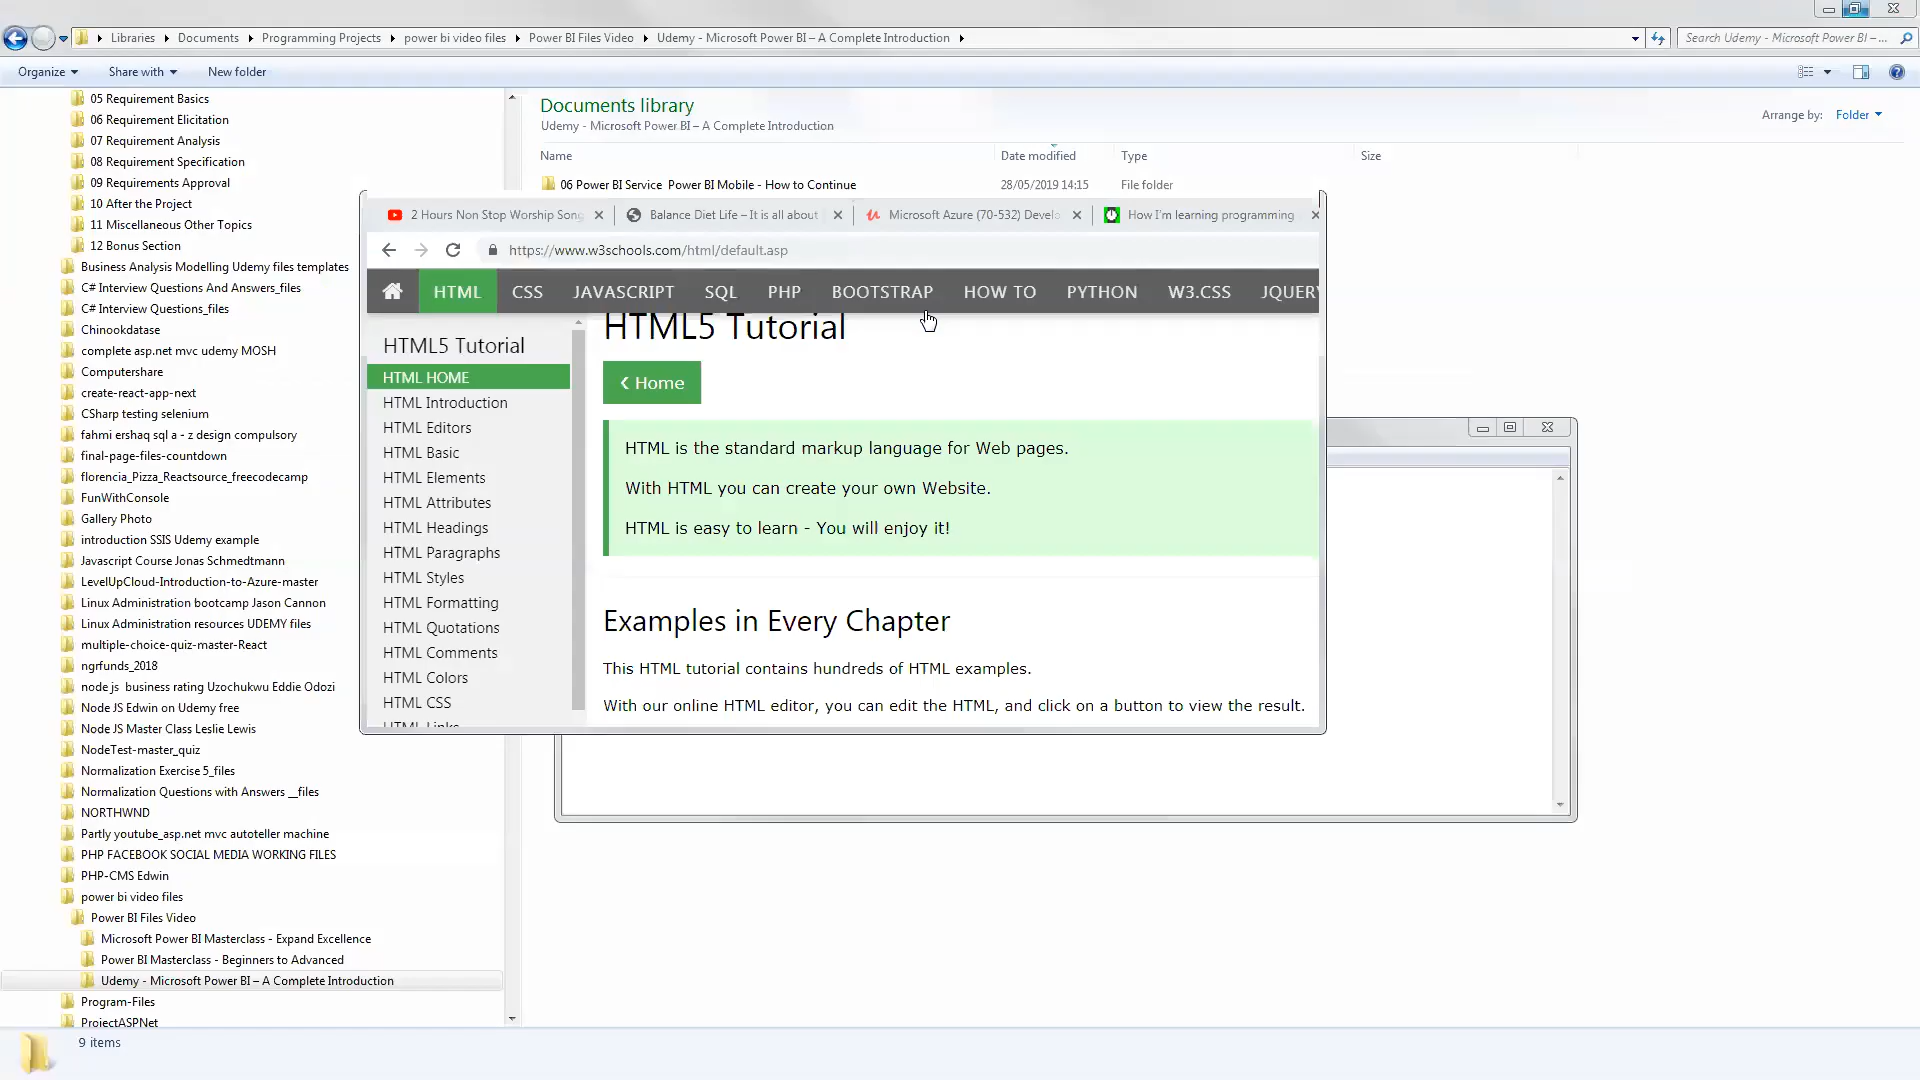 Libraries Documents Programming Projects power bi video files Power BI Files Video Udemy - Microsoft Power BI – A Complete Introduction
Search Udemy - Microsoft Power BI – ...
Organize Share with New folder
05 Requirement Basics
06 Requirement Elicitation
07 Requirement Analysis
08 Requirement Specification
09 Requirements Approval
10 After the Project
11 Miscellaneous Other Topics
12 Bonus Section
Business Analysis Modelling Udemy files templates
C# Interview Questions And Answers_files
C# Interview Questions_files
Chinookdatase
complete asp.net mvc udemy MOSH
Computershare
create-react-app-next
CSharp testing selenium
fahmi ershaq sql a - z design compulsory
final-page-files-countdown
florencia_Pizza_Reactsource_freecodecamp
FunWithConsole
Gallery Photo
introduction SSIS Udemy example
Javascript Course Jonas Schmedtmann
LevelUpCloud-Introduction-to-Azure-master
Linux Administration bootcamp Jason Cannon
Linux Administration resources UDEMY files
multiple-choice-quiz-master-React
ngrfunds_2018
node js business rating Uzochukwu Eddie Odozi
Node JS Edwin on Udemy free
Node JS Master Class Leslie Lewis
NodeTest-master_quiz
Normalization Exercise 5_files
Normalization Questions with Answers __files
NORTHWND
Partly youtube_asp.net mvc autoteller machine
PHP FACEBOOK SOCIAL MEDIA WORKING FILES
PHP-CMS Edwin
power bi video files
Power BI Files Video
Microsoft Power BI Masterclass - Expand Excellence
Power BI Masterclass - Beginners to Advanced
Udemy - Microsoft Power BI – A Complete Introduction
Program-Files
ProjectASPNet
9 items
Documents library
Udemy - Microsoft Power BI – A Complete Introduction
Arrange by: Folder
Name Date modified Type Size
06 Power BI Service Power BI Mobile - How to Continue 28/05/2019 14:15 File folder
2 Hours Non Stop Worship Song Balance Diet Life – It is all about Microsoft Azure (70-532) Develo How I'm learning programming
https://www.w3schools.com/html/default.asp
HTML CSS JAVASCRIPT SQL PHP BOOTSTRAP HOW TO PYTHON W3.CSS JQUERY
HTML5 Tutorial
HTML HOME
HTML Introduction
HTML Editors
HTML Basic
HTML Elements
HTML Attributes
HTML Headings
HTML Paragraphs
HTML Styles
HTML Formatting
HTML Quotations
HTML Comments
HTML Colors
HTML CSS
HTML Links
HTML5 Tutorial
❮ Home
HTML is the standard markup language for Web pages.
With HTML you can create your own Website.
HTML is easy to learn - You will enjoy it!
Examples in Every Chapter
This HTML tutorial contains hundreds of HTML examples.
With our online HTML editor, you can edit the HTML, and click on a button to view the result.